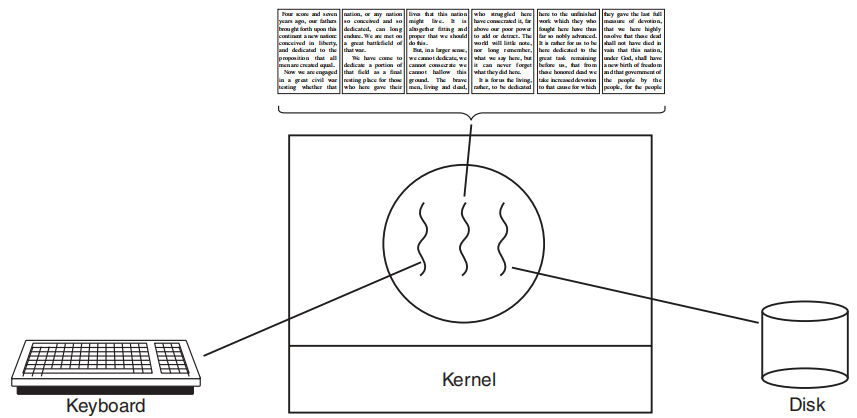 Four score and seven
years ago, our fathers
brought forth upon this
continent a new nation:
conceived in liberty,
and dedicated to the
proposition that all
men are created equal.
Now we are engaged
in a great civil war
testing whether that
nation, or any nation
so conceived and so
dedicated, can long
endure. We are met on
a great battlefield of
that war.
We have come to
dedicate a portion of
that field as a final
resting place for those
who here gave their
lives that this nation
might live. It is
altogether fitting and
proper that we should
do this.
But, in a larger sense,
we cannot dedicate, we
cannot consecrate we
cannot hallow this
ground. The brave
men, living and dead,
who struggled here
have consecrated it, far
above our poor power
to add or detract. The
world will little note,
nor long remember,
what we say here, but
it can never forget
what they did here.
It is for us the living,
rather, to be dedicated
here to the unfinished
work which they who
fought here have thus
far so nobly advanced.
It is rather for us to be
here dedicated to the
great task remaining
before us, that from
these honored dead we
take increased devotion
to that cause for which
they gave the last full
measure of devotion,
that we here highly
resolve that these dead
shall not have died in
vain that this nation,
under God, shall have
a new birth of freedom
and that government of
the people by the
people, for the people
Kernel
Keyboard
Disk